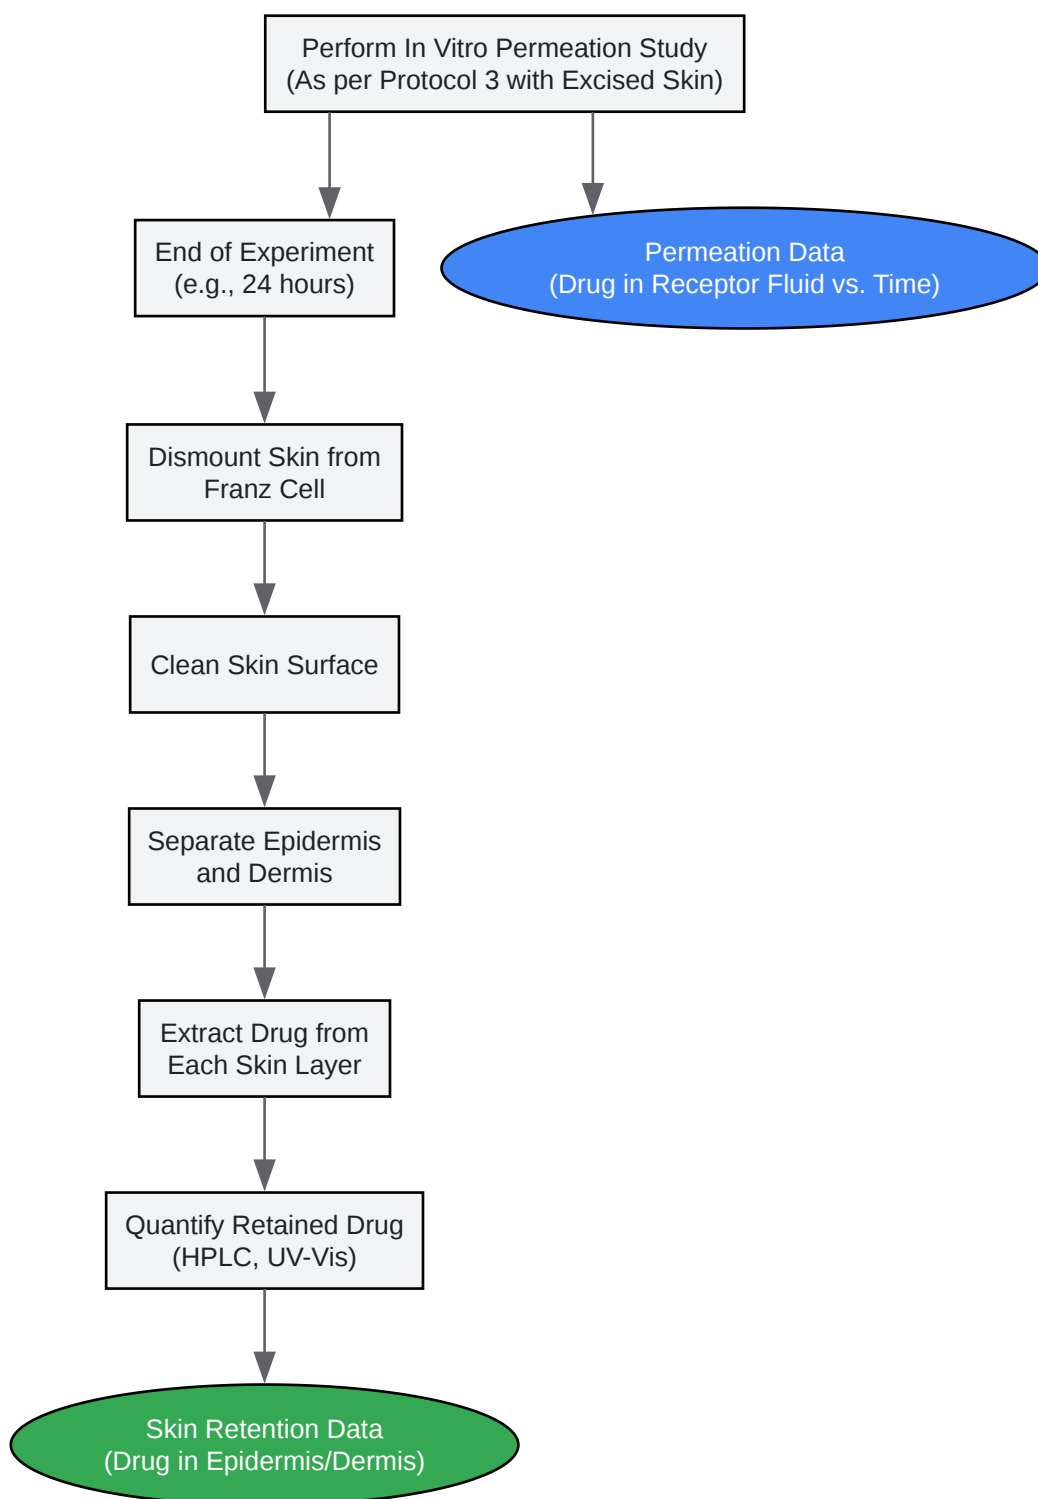 Perform In Vitro Permeation Study
(As per Protocol 3 with Excised Skin)
End of Experiment
(e.g., 24 hours)
Permeation Data
(Drug in Receptor Fluid vs. Time)
Dismount Skin from
Franz Cell
Clean Skin Surface
Separate Epidermis
and Dermis
Extract Drug from
Each Skin Layer
Quantify Retained Drug
(HPLC, UV-Vis)
Skin Retention Data
(Drug in Epidermis/Dermis)